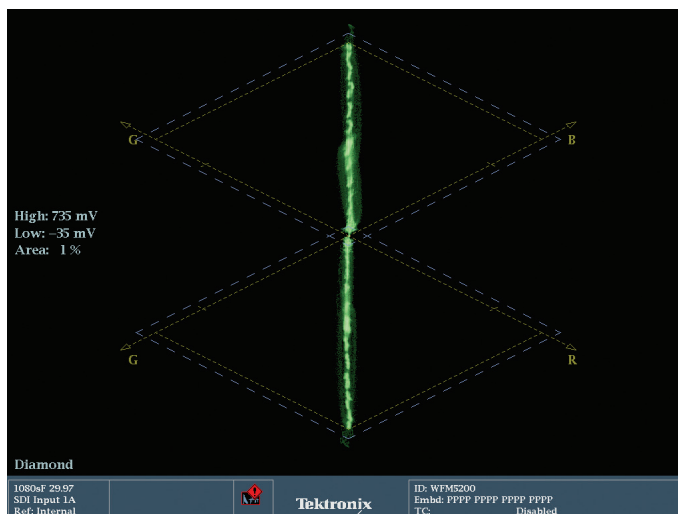 G
B
High: 735 mV
Low: –35 mV
Area: 1 %
G
R
Diamond
1080sF 29.97
SDI Input 1A
Ref: Internal
Tektronix
ID: WFM5200
Embd: PPPP PPPP PPPP PPPP
TC: Disabled